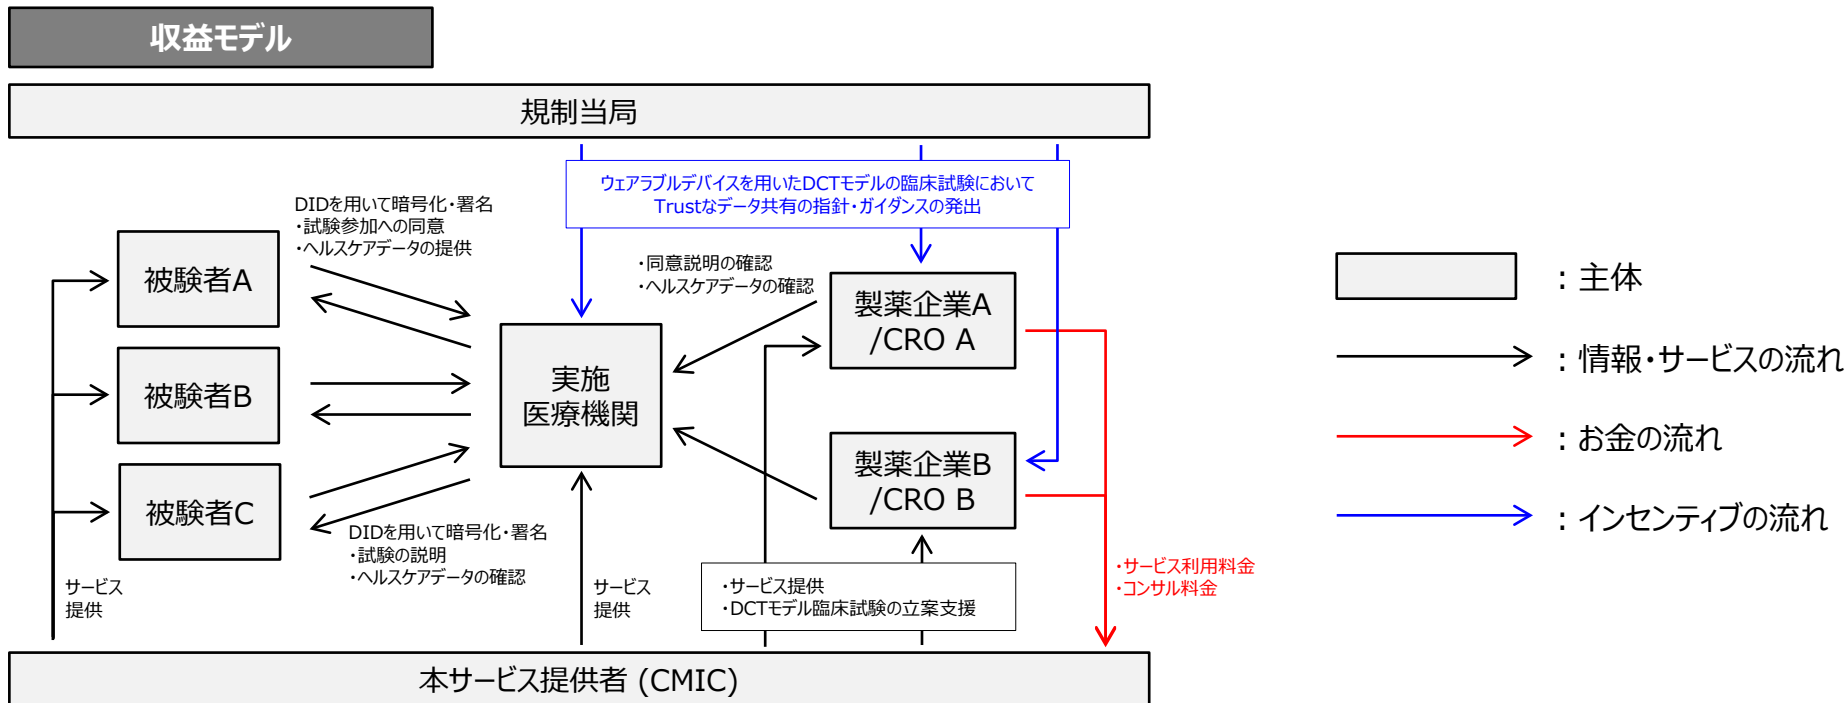 収益モデル
規制当局
ウェアラブルデバイスを用いたDCTモデルの臨床試験において
Trustなデータ共有の指針・ガイダンスの発出
DIDを用いて暗号化・署名
・試験参加への同意
・ヘルスケアデータの提供
被験者A
被験者B
被験者C
・同意説明の確認
・ヘルスケアデータの確認
実施
医療機関
製薬企業A
/CRO A
製薬企業B
/CRO B
DIDを用いて暗号化・署名
・試験の説明
・ヘルスケアデータの確認
サービス
提供
サービス
提供
・サービス提供
・DCTモデル臨床試験の立案支援
・サービス利用料金
・コンサル料金
本サービス提供者 (CMIC)
：主体
：情報・サービスの流れ
：お金の流れ
：インセンティブの流れ